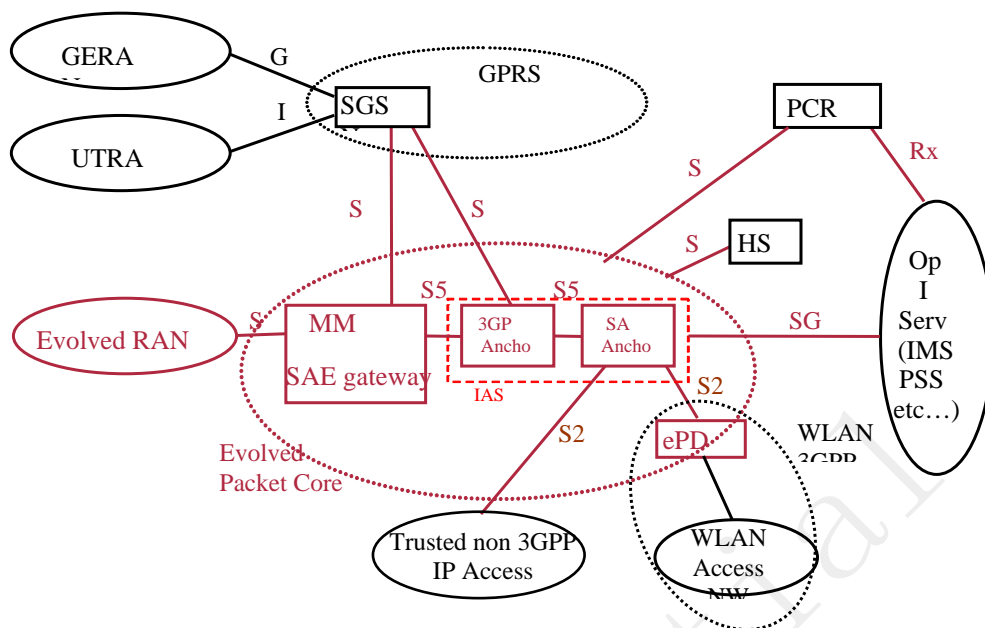 GERA
G
GPRS
SGS
PCR
I
UTRA
Rx
S
S
S
S
HS
Op
I
Serv
(IMS
PSS
etc…)
S5
S5
S
Evolved RAN
MM
SAE gateway
3GP
Ancho
SA
Ancho
SG
IAS
S2
S2
ePD
WLAN
3GPP
Evolved
Packet Core
Trusted non 3GPP
IP Access
WLAN
Access
NW
tial